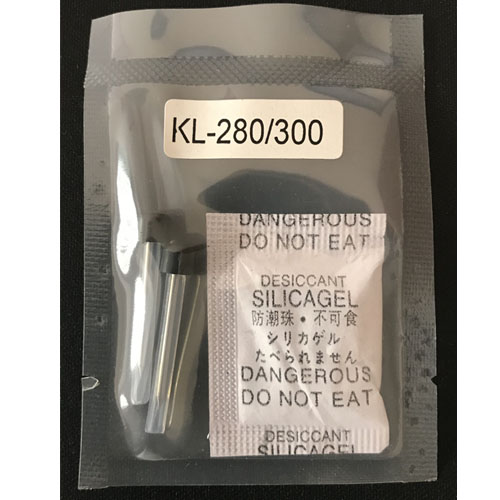 KL-280/300
DANGEROUS
DO NOT EAT
DESICCANT
SILICAGEL
防潮珠・不可食
シリカゲル
たべられません
DANGEROUS
DO NOT EAT
DESICCANT
SILICAGEL